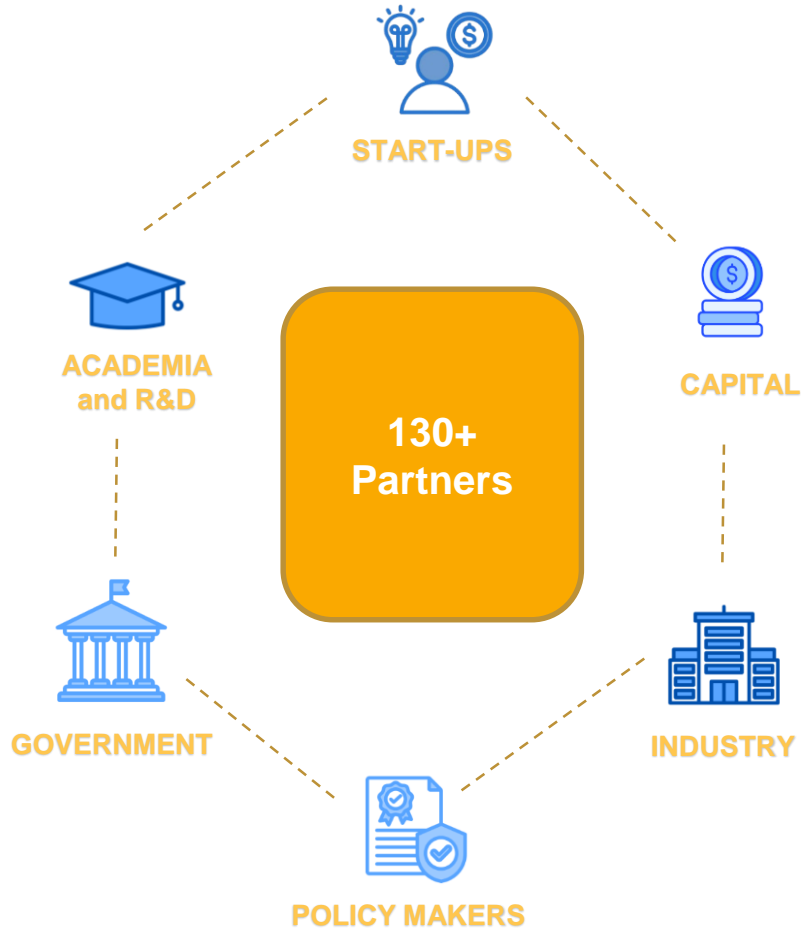 START-UPS
ACADEMIA
and R&D
CAPITAL
130+
Partners
GOVERNMENT
INDUSTRY
POLICY MAKERS
$
$